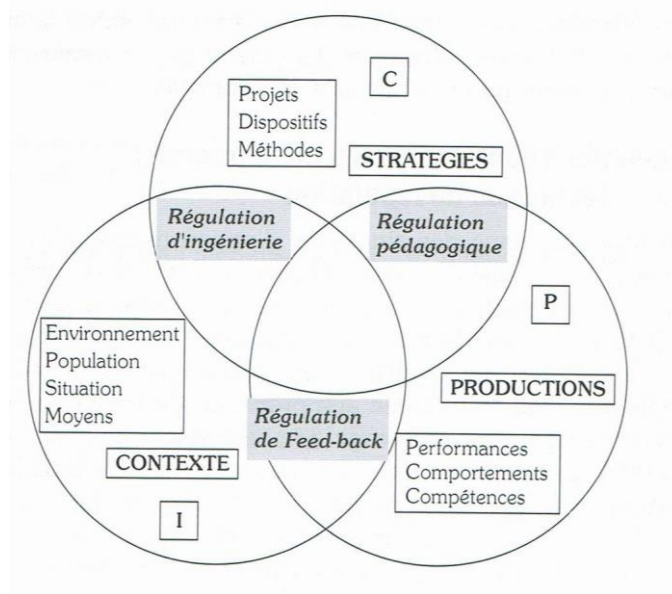 C
Projets
Dispositifs
Méthodes
STRATEGIES
Régulation
d'ingénierie
Régulation
pédagogique
P
Environnement
Population
Situation
Moyens
PRODUCTIONS
Régulation
de Feed-back
Performances
Comportements
Compétences
CONTEXTE
I